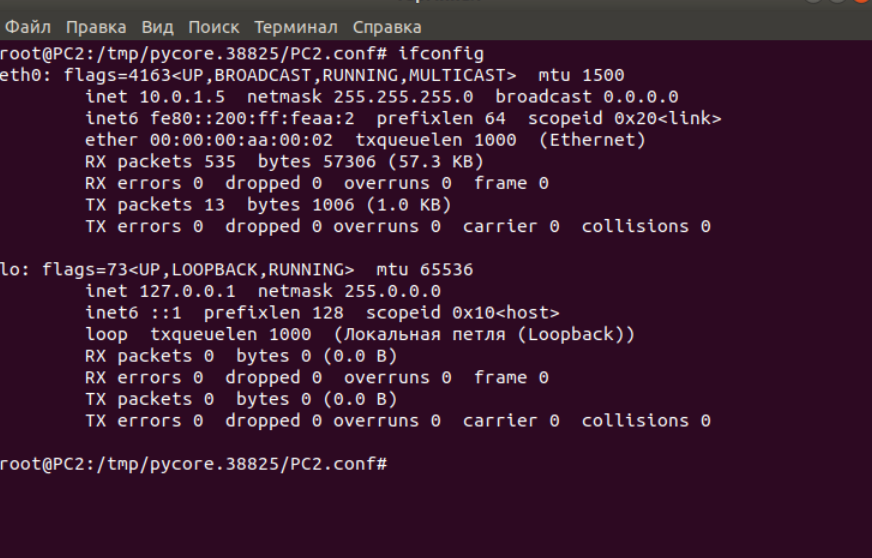 Файл Правка Вид Поиск Терминал Справка
root@PC2:/tmp/pycore.38825/PC2.conf# ifconfig
eth0: flags=4163<UP,BROADCAST,RUNNING,MULTICAST>  mtu 1500
        inet 10.0.1.5  netmask 255.255.255.0  broadcast 0.0.0.0
        inet6 fe80::200:ff:feaa:2  prefixlen 64  scopeid 0x20<link>
        ether 00:00:00:aa:00:02  txqueuelen 1000  (Ethernet)
        RX packets 535  bytes 57306 (57.3 KB)
        RX errors 0  dropped 0  overruns 0  frame 0
        TX packets 13  bytes 1006 (1.0 KB)
        TX errors 0  dropped 0 overruns 0  carrier 0  collisions 0

lo: flags=73<UP,LOOPBACK,RUNNING>  mtu 65536
        inet 127.0.0.1  netmask 255.0.0.0
        inet6 ::1  prefixlen 128  scopeid 0x10<host>
        loop  txqueuelen 1000  (Локальная петля (Loopback))
        RX packets 0  bytes 0 (0.0 B)
        RX errors 0  dropped 0  overruns 0  frame 0
        TX packets 0  bytes 0 (0.0 B)
        TX errors 0  dropped 0 overruns 0  carrier 0  collisions 0

root@PC2:/tmp/pycore.38825/PC2.conf#